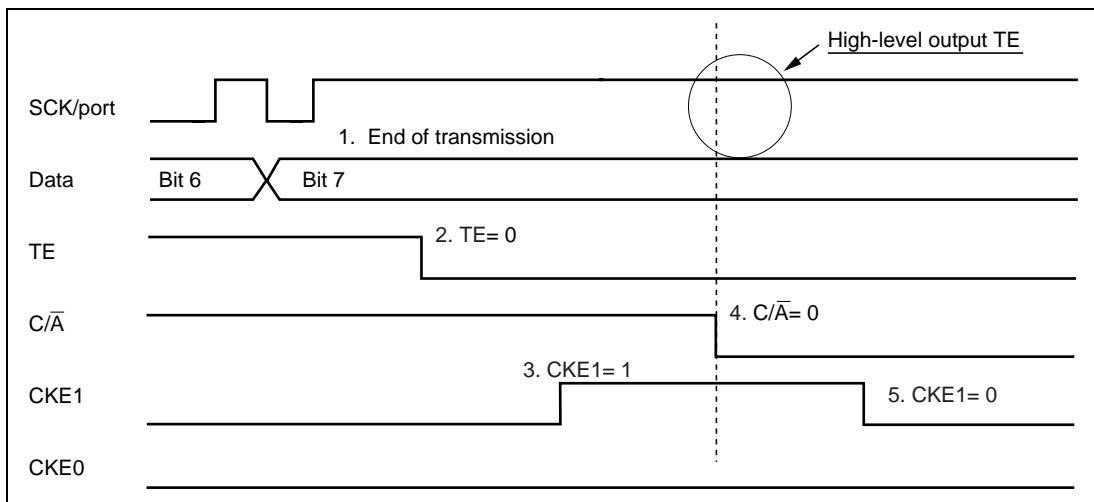 High-level output TE
SCK/port
1. End of transmission
Data
Bit 6
Bit 7
TE
2. TE= 0
C/A̅
4. C/A̅= 0
3. CKE1= 1
CKE1
5. CKE1= 0
CKE0